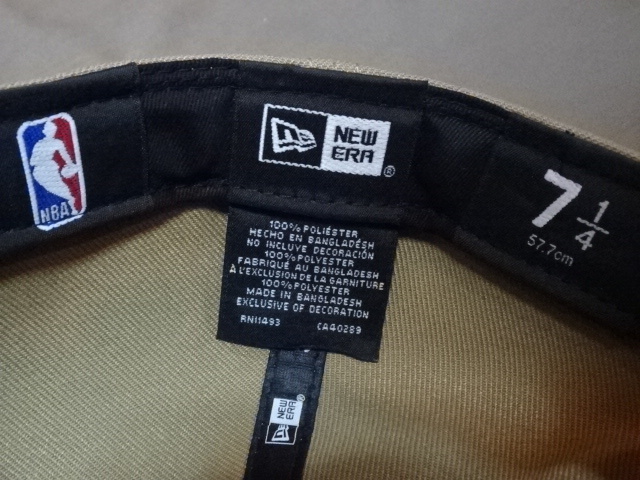 NBA
NEW
ERA
®
7 1/4
57.7cm
100% POLIÉSTER
HECHO EN BANGLADÉSH
NO INCLUYE DECORACIÓN
100% POLYESTER
FABRIQUÉ AU BANGLADESH
À L'EXCLUSION DE LA GARNITURE
100% POLYESTER
MADE IN BANGLADESH
EXCLUSIVE OF DECORATION
RN11493 CA40289
NEW
ERA
®